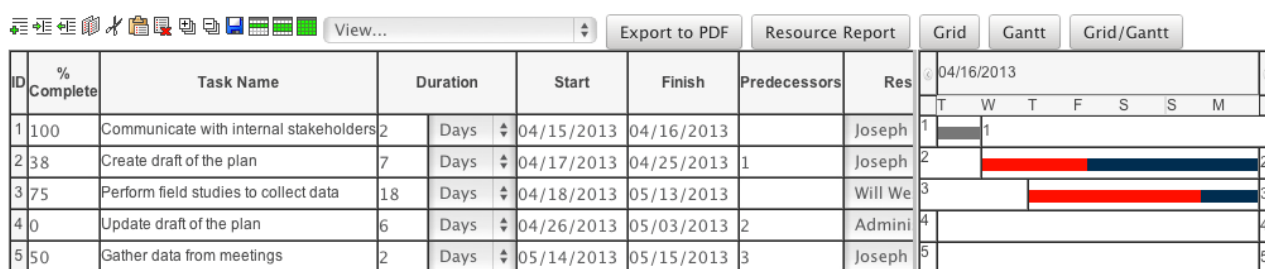 View... Export to PDF Resource Report Grid Gantt Grid/Gantt
ID % Complete Task Name Duration Start Finish Predecessors Res 04/16/2013
T W T F S S M
1 100 Communicate with internal stakeholders 2 Days 04/15/2013 04/16/2013 Joseph 1 1
2 38 Create draft of the plan 7 Days 04/17/2013 04/25/2013 1 Joseph 2 2
3 75 Perform field studies to collect data 18 Days 04/18/2013 05/13/2013 Will We 3 3
4 0 Update draft of the plan 6 Days 04/26/2013 05/03/2013 2 Admini 4 4
5 50 Gather data from meetings 2 Days 05/14/2013 05/15/2013 3 Joseph 5 5